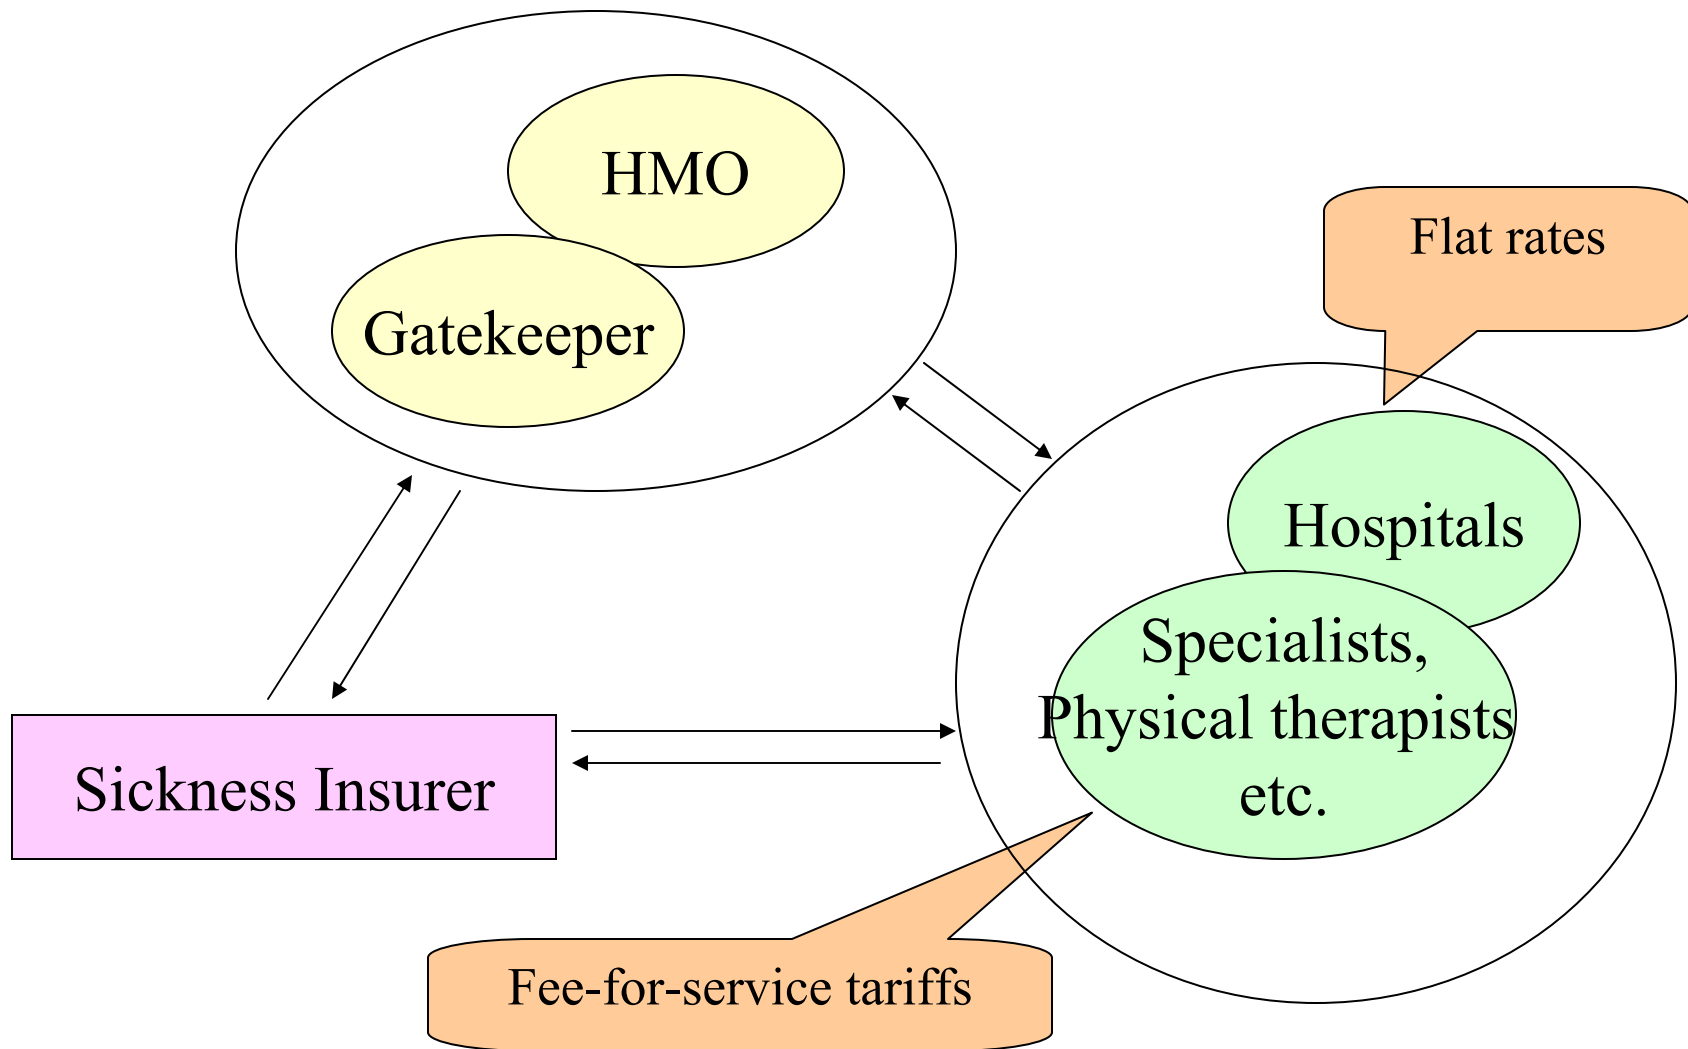 HMO
Gatekeeper
Flat rates
Hospitals
Specialists,
Physical therapists
etc.
Sickness Insurer
Fee-for-service tariffs